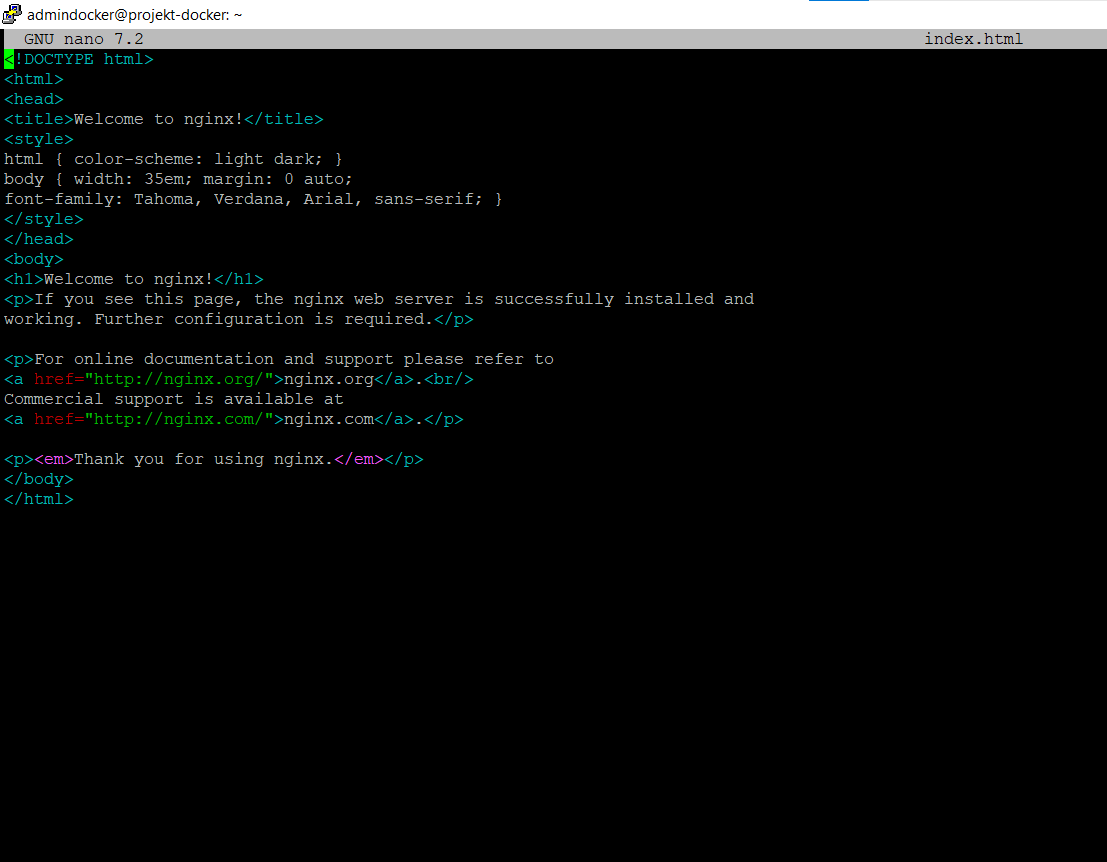 admindocker@projekt-docker: ~
GNU nano 7.2 index.html
<!DOCTYPE html>
<html>
<head>
<title>Welcome to nginx!</title>
<style>
html { color-scheme: light dark; }
body { width: 35em; margin: 0 auto;
font-family: Tahoma, Verdana, Arial, sans-serif; }
</style>
</head>
<body>
<h1>Welcome to nginx!</h1>
<p>If you see this page, the nginx web server is successfully installed and
working. Further configuration is required.</p>

<p>For online documentation and support please refer to
<a href="http://nginx.org/">nginx.org</a>.<br/>
Commercial support is available at
<a href="http://nginx.com/">nginx.com</a>.</p>

<p><em>Thank you for using nginx.</em></p>
</body>
</html>